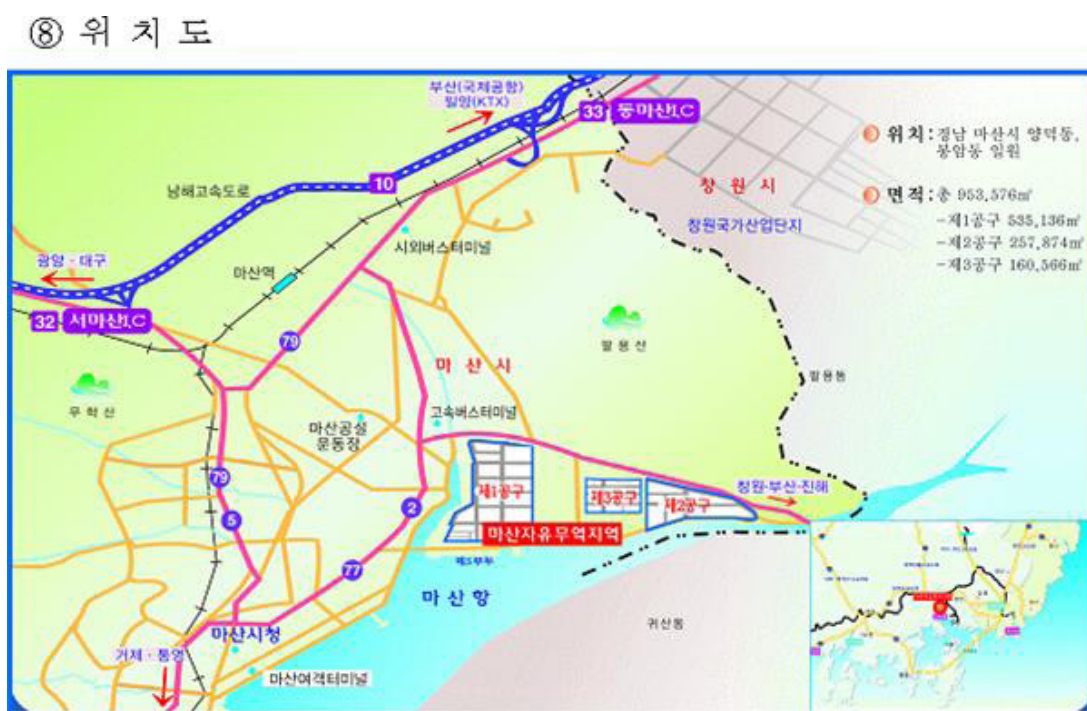 ⑧ 위 치 도
부산(국제공항)
밀양(KTX)
33 동마산I.C
위치: 경남 마산시 양덕동,
봉암동 일원
면적: 총 953,576㎡
-제1공구 535,136㎡
-제2공구 257,874㎡
-제3공구 160,566㎡
남해고속도로
10
창 원 시
창원국가산업단지
시외버스터미널
광양·대구
마산역
32 서마산I.C
79
팔 용 산
마 산 시
팔용동
무 학 산
고속버스터미널
마산공설
운동장
79
제1공구
제3공구
제2공구
창원·부산·진해
5
2
마산자유무역지역
제5부두
77
마 산 항
마산시청
귀산동
거제·통영
마산여객터미널